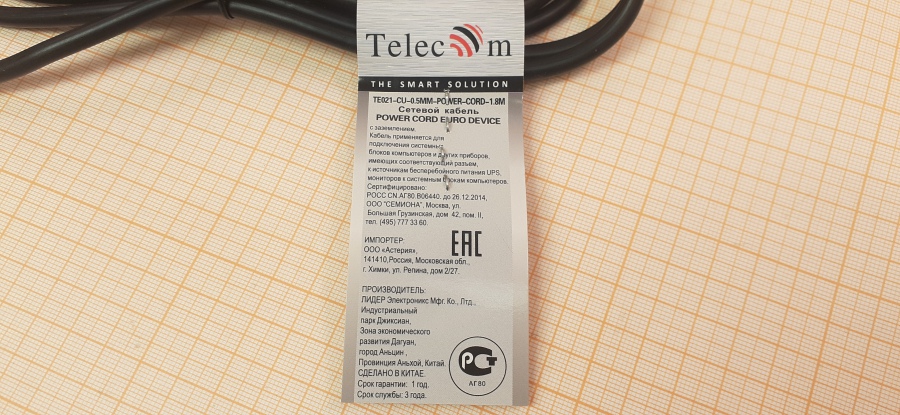 Telecom
THE SMART SOLUTION
TE021-CU-0.5MM-POWER-CORD-1.8M
Сетевой кабель
POWER CORD EURO DEVICE
с заземлением.
Кабель применяется для
подключения системных
блоков компьютеров и других приборов,
имеющих соответствующий разъем,
к источникам бесперебойного питания UPS,
мониторов к системным блокам компьютеров.
Сертифицировано:
РОСС CN.АГ80.В06440. до 26.12.2014,
ООО "СЕМИОНА", Москва, ул.
Большая Грузинская, дом 42, пом. II,
тел. (495) 777 33 60.
EAC
ИМПОРТЕР:
ООО «Астерия»,
141410,Россия, Московская обл.,
г. Химки, ул. Репина, дом 2/27.
ПРОИЗВОДИТЕЛЬ:
ЛИДЕР Электроникс Мfг. Ко., Лтд.,
Индустриальный
парк Джиксиан,
Зона экономического
развития Дагуан,
город Аньцин ,
Провинция Аньхой, Китай.
СДЕЛАНО В КИТАЕ.
Срок гарантии: 1 год.
Срок службы: 3 года.
РСТ
АГ80